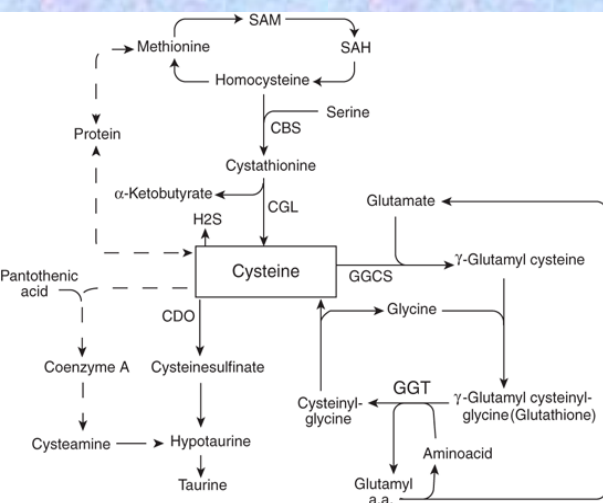 SAM
Methionine
SAH
Homocysteine
Serine
CBS
Protein
Cystathionine
α-Ketobutyrate
CGL
Glutamate
H2S
Cysteine
GGCS
γ-Glutamyl cysteine
Pantothenic
acid
CDO
Glycine
Coenzyme A
Cysteinesulfinate
GGT
Cysteinyl-
glycine
γ-Glutamyl cysteinyl-
glycine(Glutathione)
Cysteamine
Hypotaurine
Aminoacid
Taurine
Glutamyl
a.a.